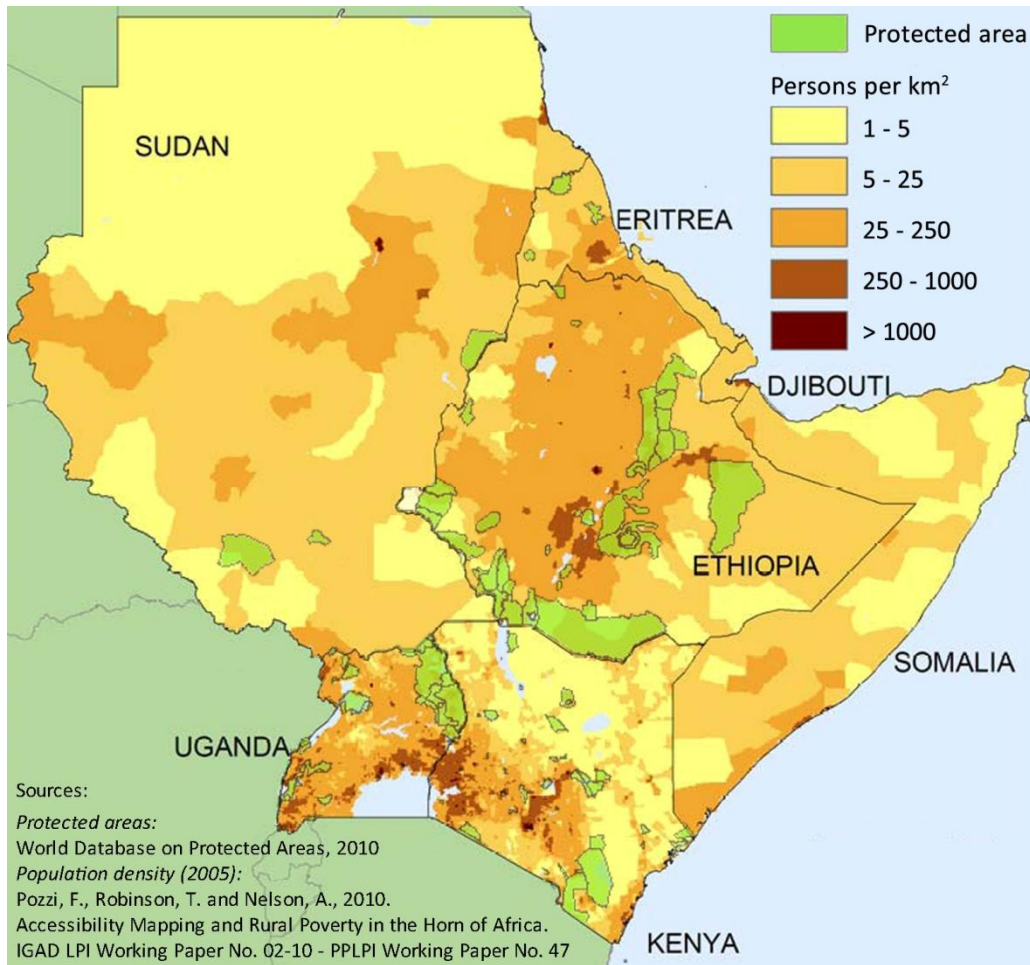 Protected area
Persons per km²
1 - 5
5 - 25
25 - 250
250 - 1000
> 1000
SUDAN
ERITREA
DJIBOUTI
ETHIOPIA
SOMALIA
UGANDA
KENYA
Sources:
Protected areas:
World Database on Protected Areas, 2010
Population density (2005):
Pozzi, F., Robinson, T. and Nelson, A., 2010.
Accessibility Mapping and Rural Poverty in the Horn of Africa.
IGAD LPI Working Paper No. 02-10 - PPLPI Working Paper No. 47